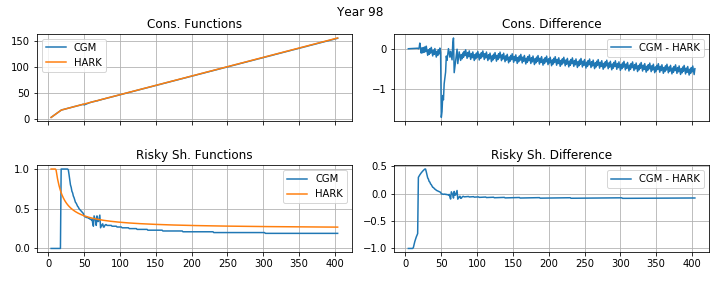 Year 98
Cons. Functions
150
100
50
0
CGM
HARK
Cons. Difference
0
−1
CGM - HARK
Risky Sh. Functions
1.0
0.5
0.0
CGM
HARK
0 50 100 150 200 250 300 350 400
Risky Sh. Difference
0.5
0.0
−0.5
−1.0
CGM - HARK
0 50 100 150 200 250 300 350 400